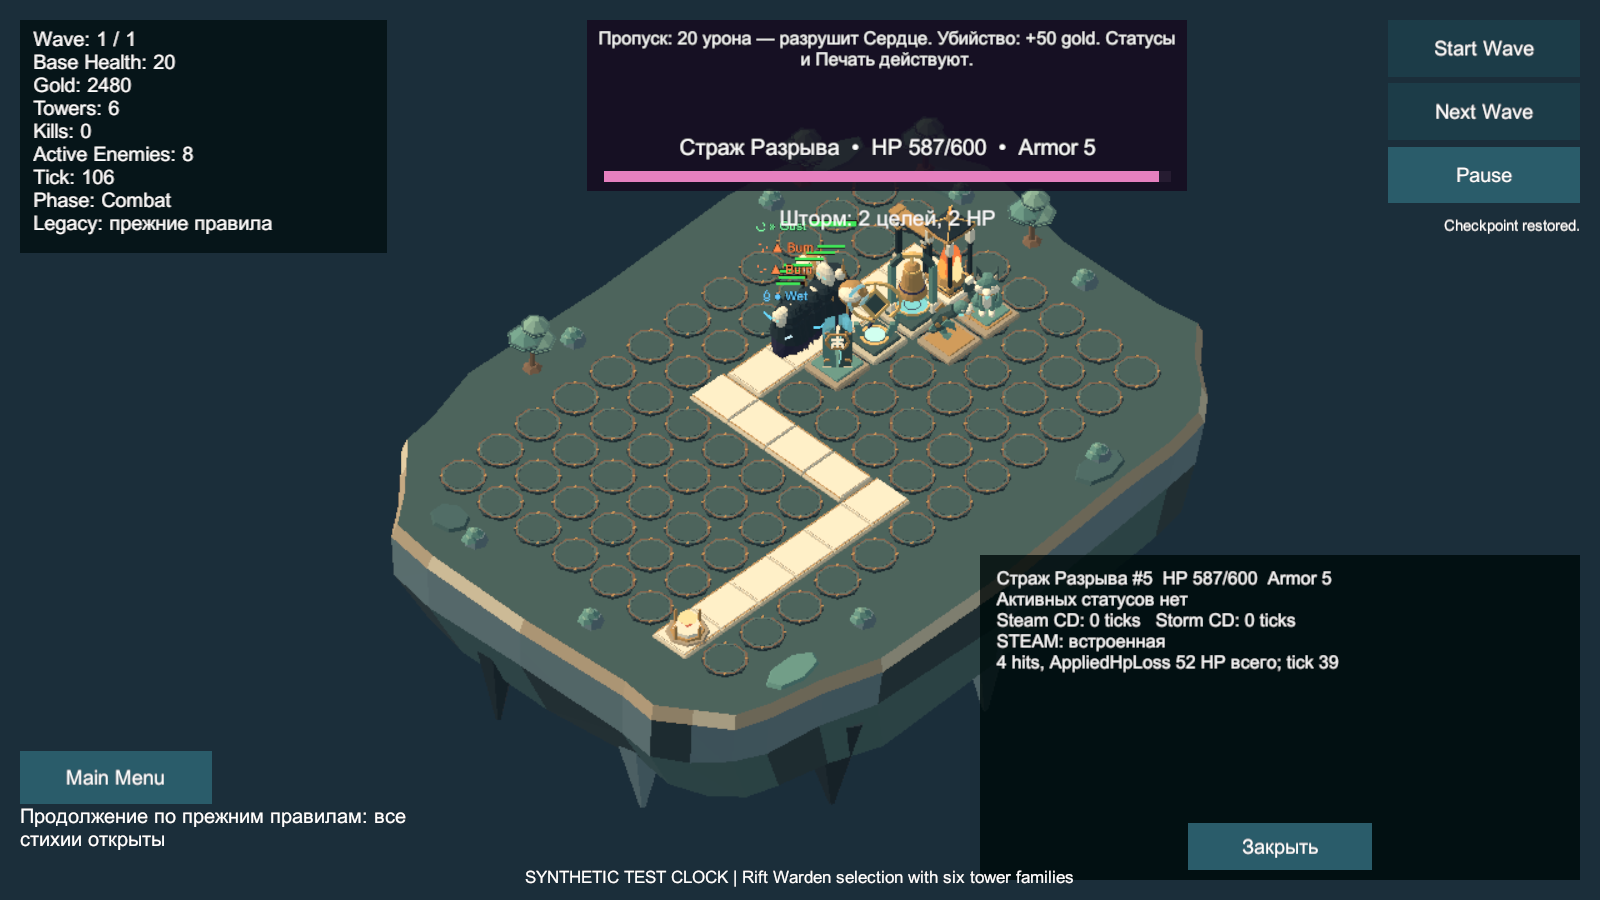 Wave: 1 / 1
Base Health: 20
Gold: 2480
Towers: 6
Kills: 0
Active Enemies: 8
Tick: 106
Phase: Combat
Legacy: прежние правила
Пропуск: 20 урона — разрушит Сердце. Убийство: +50 gold. Статусы
и Печать действуют.
Страж Разрыва • HP 587/600 • Armor 5
Start Wave
Next Wave
Pause
Checkpoint restored.
Шторм: 2 целей, 2 HP
Gust
Burn
Burn
Wet
Страж Разрыва #5 HP 587/600 Armor 5
Активных статусов нет
Steam CD: 0 ticks Storm CD: 0 ticks
STEAM: встроенная
4 hits, AppliedHpLoss 52 HP всего; tick 39
Закрыть
Main Menu
Продолжение по прежним правилам: все
стихии открыты
SYNTHETIC TEST CLOCK | Rift Warden selection with six tower families